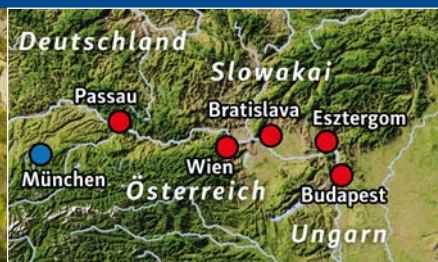 Deutschland
Slowakai
Passau
Bratislava
Esztergom
München
Wien
Österreich
Budapest
Ungarn